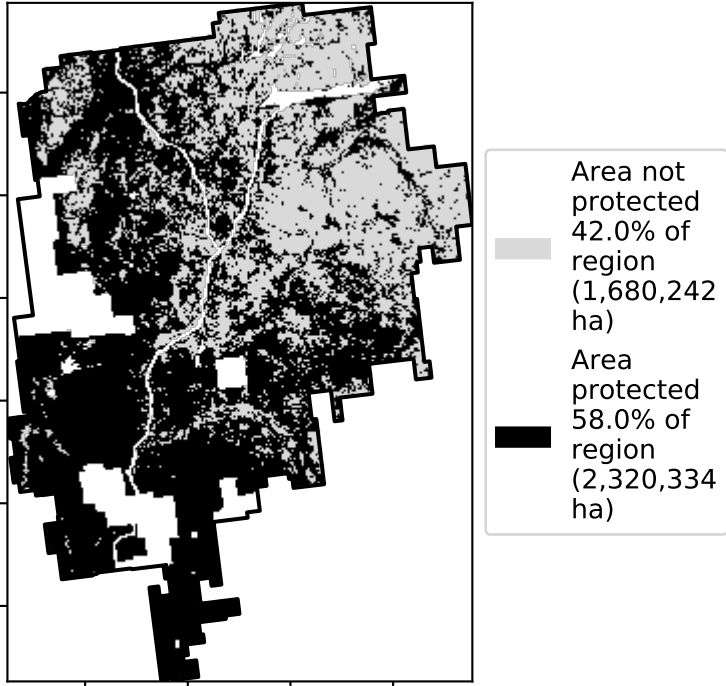 Area not
protected
42.0% of
region
(1,680,242
ha)
Area
protected
58.0% of
region
(2,320,334
ha)